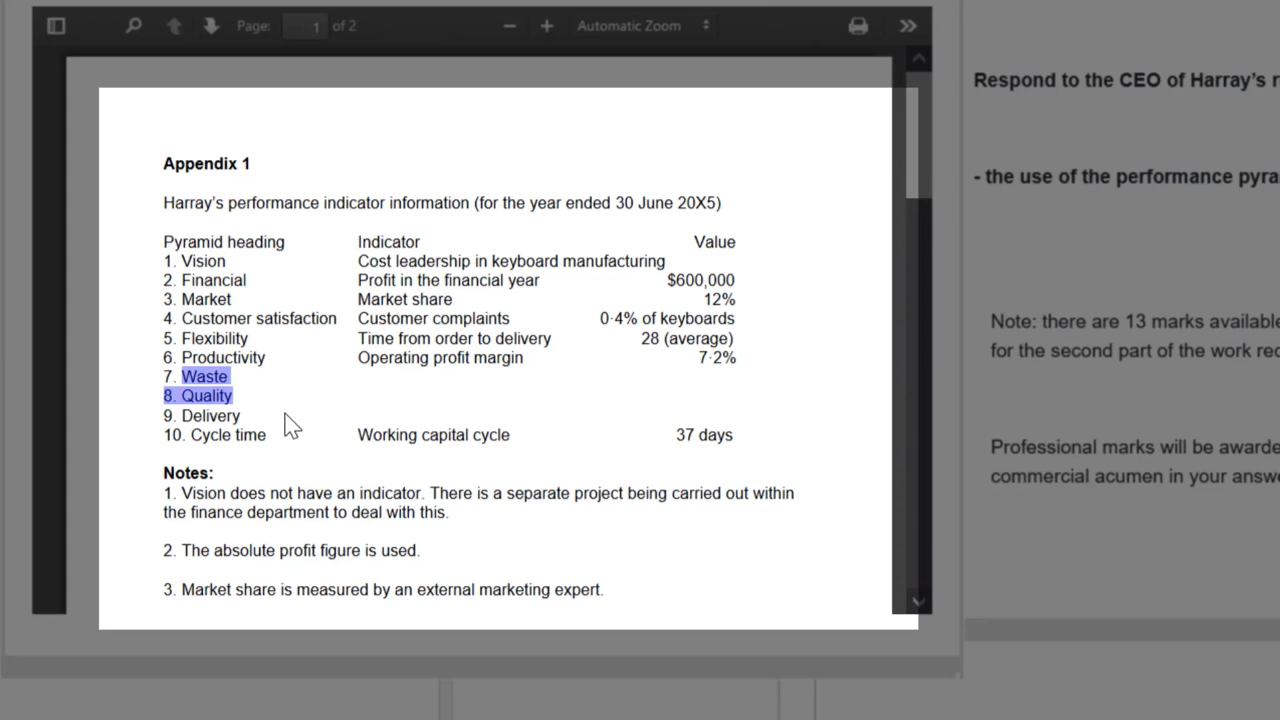 Page: 1 of 2 Automatic Zoom
Appendix 1
Harray's performance indicator information (for the year ended 30 June 20X5)
Pyramid heading Indicator Value
1. Vision Cost leadership in keyboard manufacturing
2. Financial Profit in the financial year $600,000
3. Market Market share 12%
4. Customer satisfaction Customer complaints 0·4% of keyboards
5. Flexibility Time from order to delivery 28 (average)
6. Productivity Operating profit margin 7·2%
7. Waste
8. Quality
9. Delivery
10. Cycle time Working capital cycle 37 days
Notes:
1. Vision does not have an indicator. There is a separate project being carried out within
the finance department to deal with this.
2. The absolute profit figure is used.
3. Market share is measured by an external marketing expert.
Respond to the CEO of Harray's
- the use of the performance
Note: there are 13 marks available
for the second part of the work
Professional marks will be
commercial acumen in your